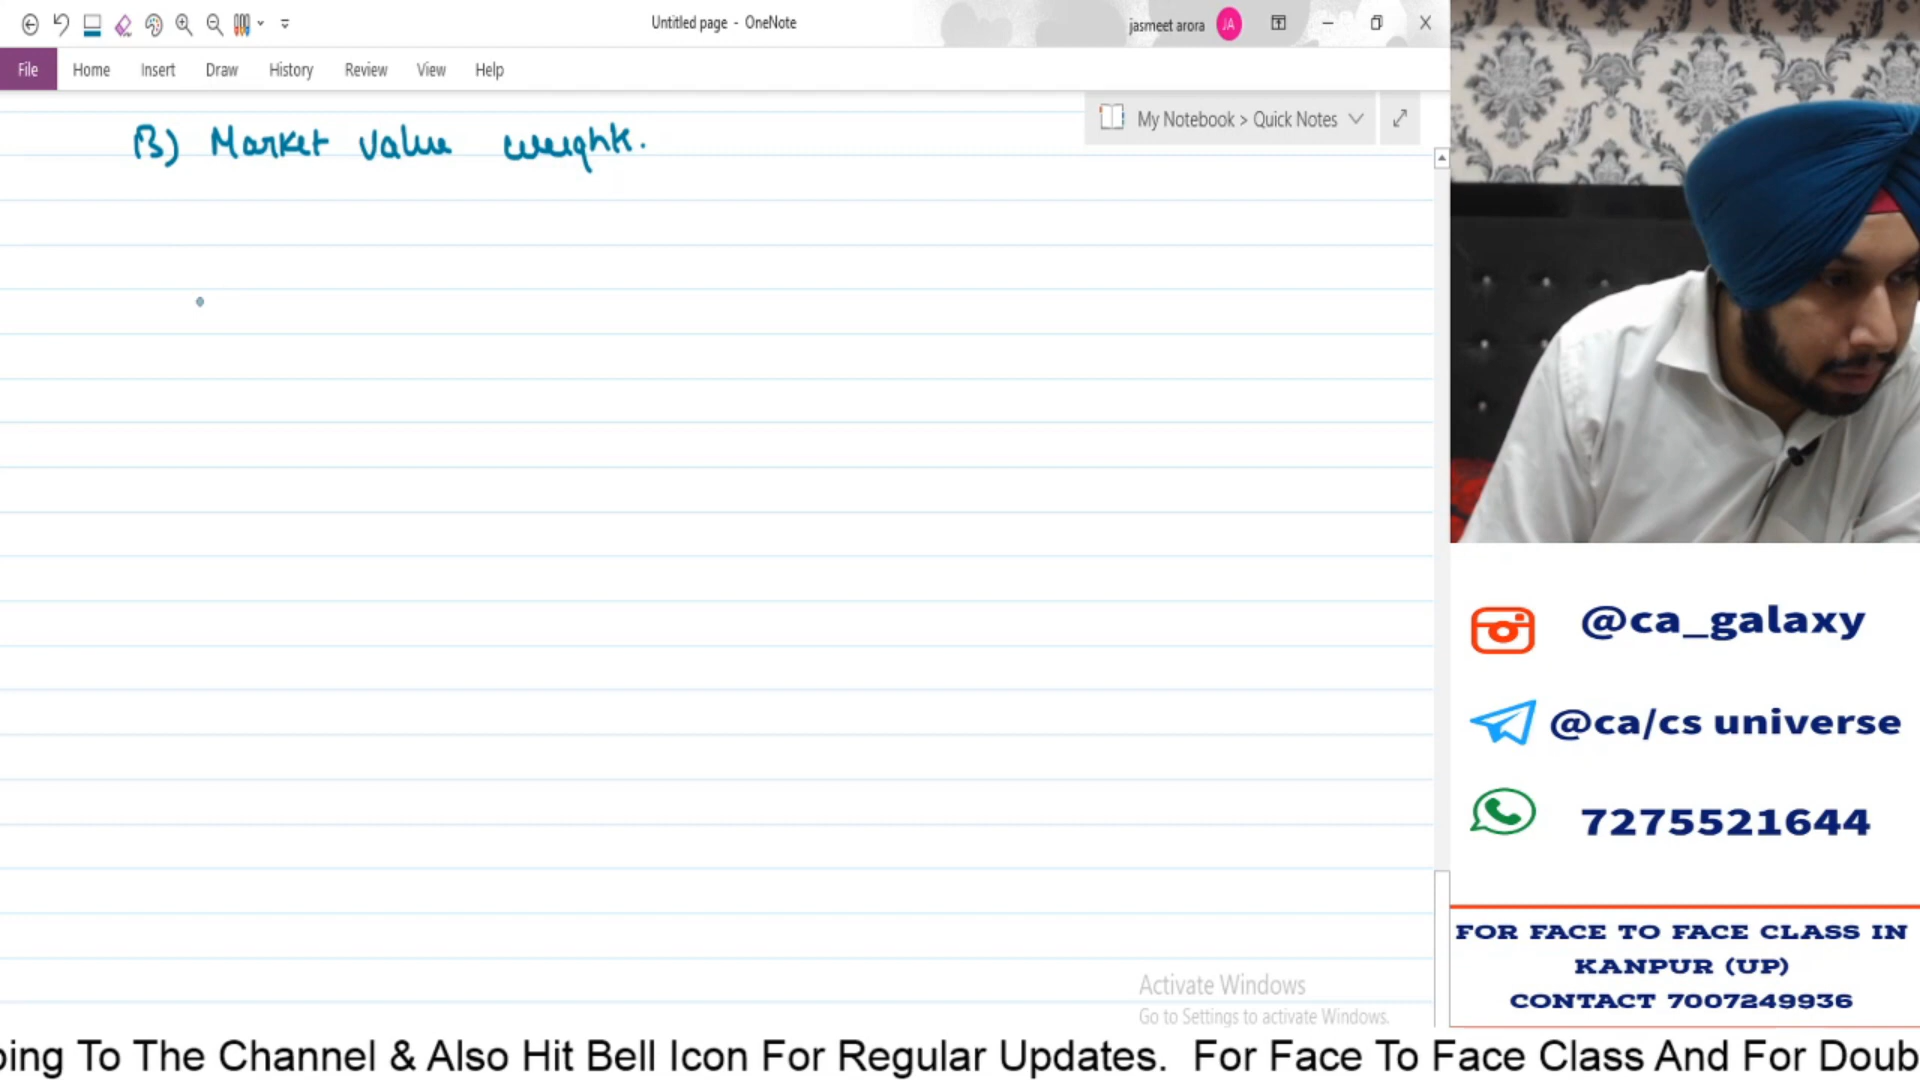 Untitled page - OneNote
jasmeet arora JA
File Home Insert Draw History Review View Help
My Notebook > Quick Notes
B) Market value weights.
@ca_galaxy
@ca/cs universe
7275521644
FOR FACE TO FACE CLASS IN
KANPUR (UP)
CONTACT 7007249936
Activate Windows
Go to Settings to activate Windows.
oing To The Channel & Also Hit Bell Icon For Regular Updates. For Face To Face Class And For Doub